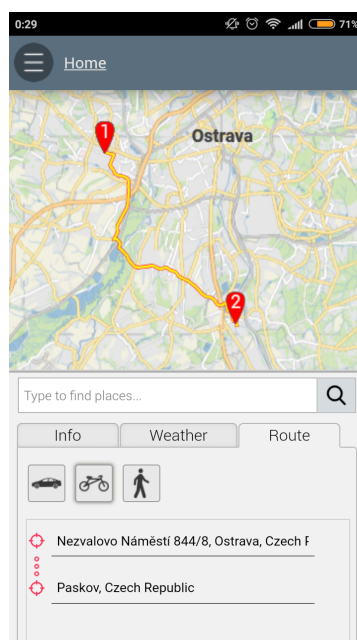 0:29
71%
Home
1
Ostrava
2
Type to find places...
Info
Weather
Route
Nezvalovo Náměstí 844/8, Ostrava, Czech
Paskov, Czech Republic